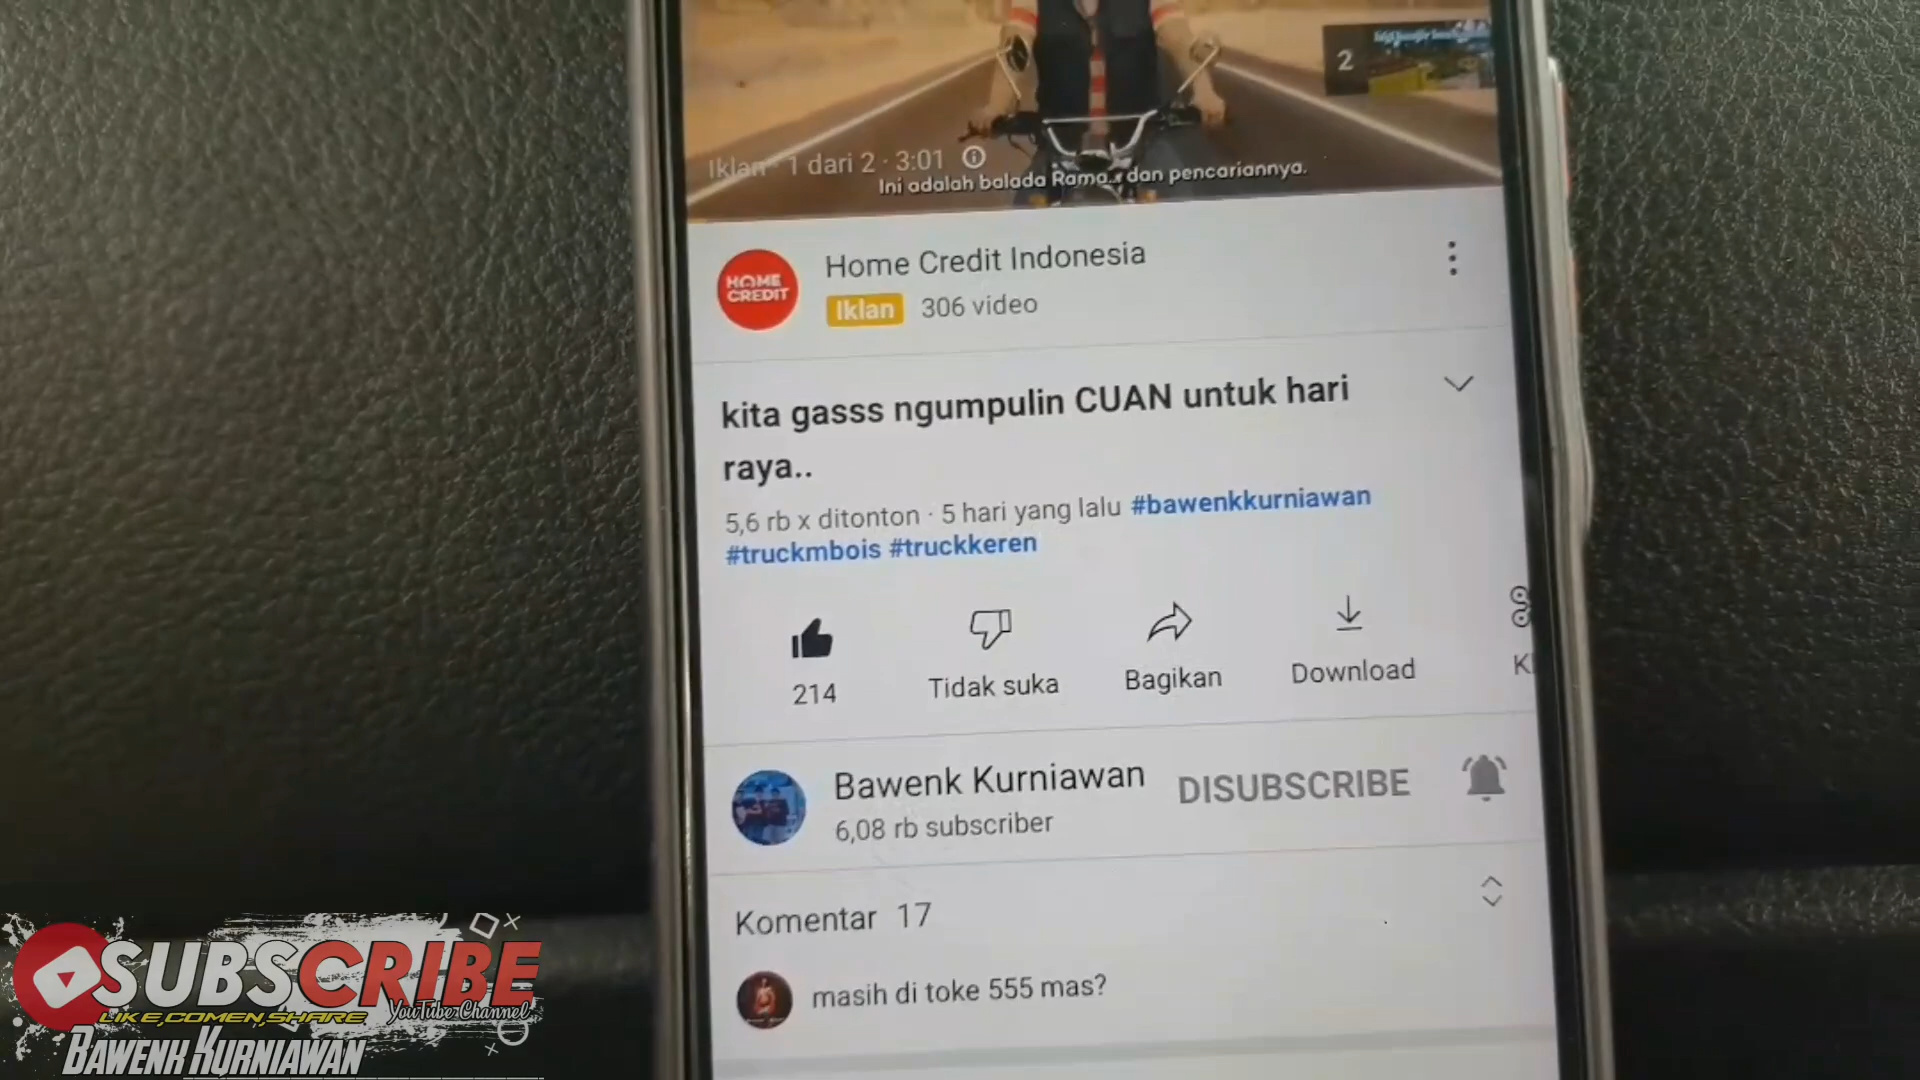 2
Iklan · 1 dari 2 · 3:01
Ini adalah balada Rama.. dan pencariannya.
HOME
CREDIT
Home Credit Indonesia
Iklan 306 video
kita gasss ngumpulin CUAN untuk hari
raya..
5,6 rb x ditonton · 5 hari yang lalu #bawenkkurniawan
#truckmbois #truckkeren
214
Tidak suka
Bagikan
Download
Bawenk Kurniawan
DISUBSCRIBE
6,08 rb subscriber
Komentar 17
masih di toke 555 mas?
SUBSCRIBE
LIKE,COMEN,SHARE YouTube Channel
BAWENK KURNIAWAN